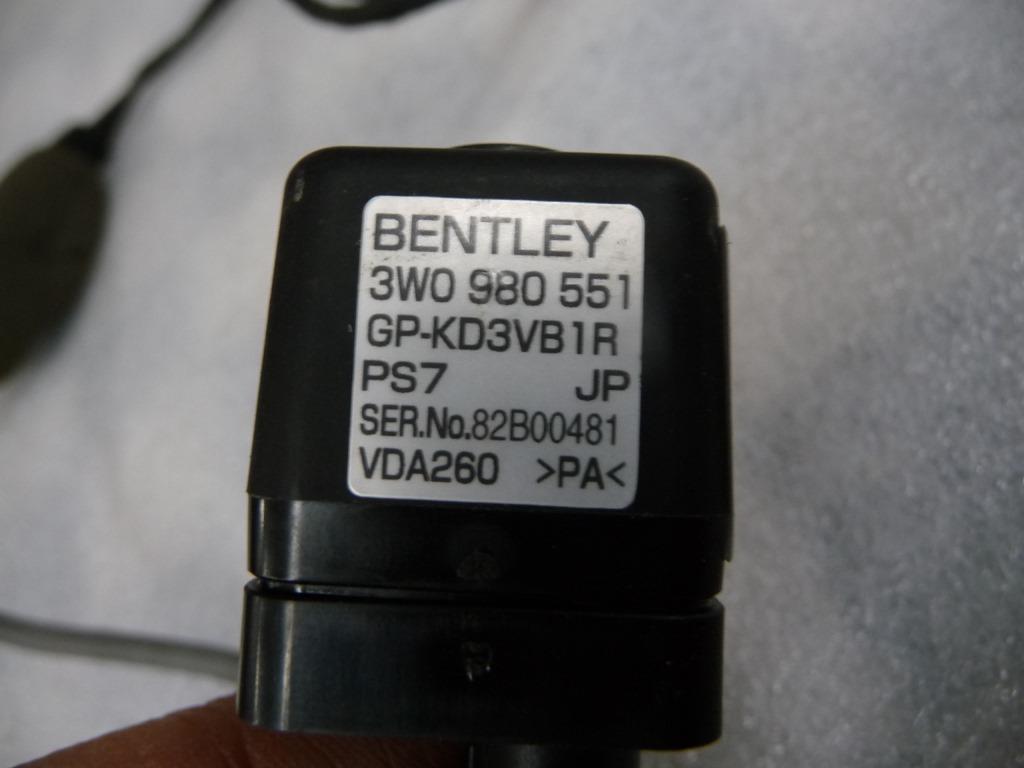 BENTLEY
3W0 980 551
GP-KD3VB1R
PS7 JP
SER.No.82B00481
VDA260 >PA<